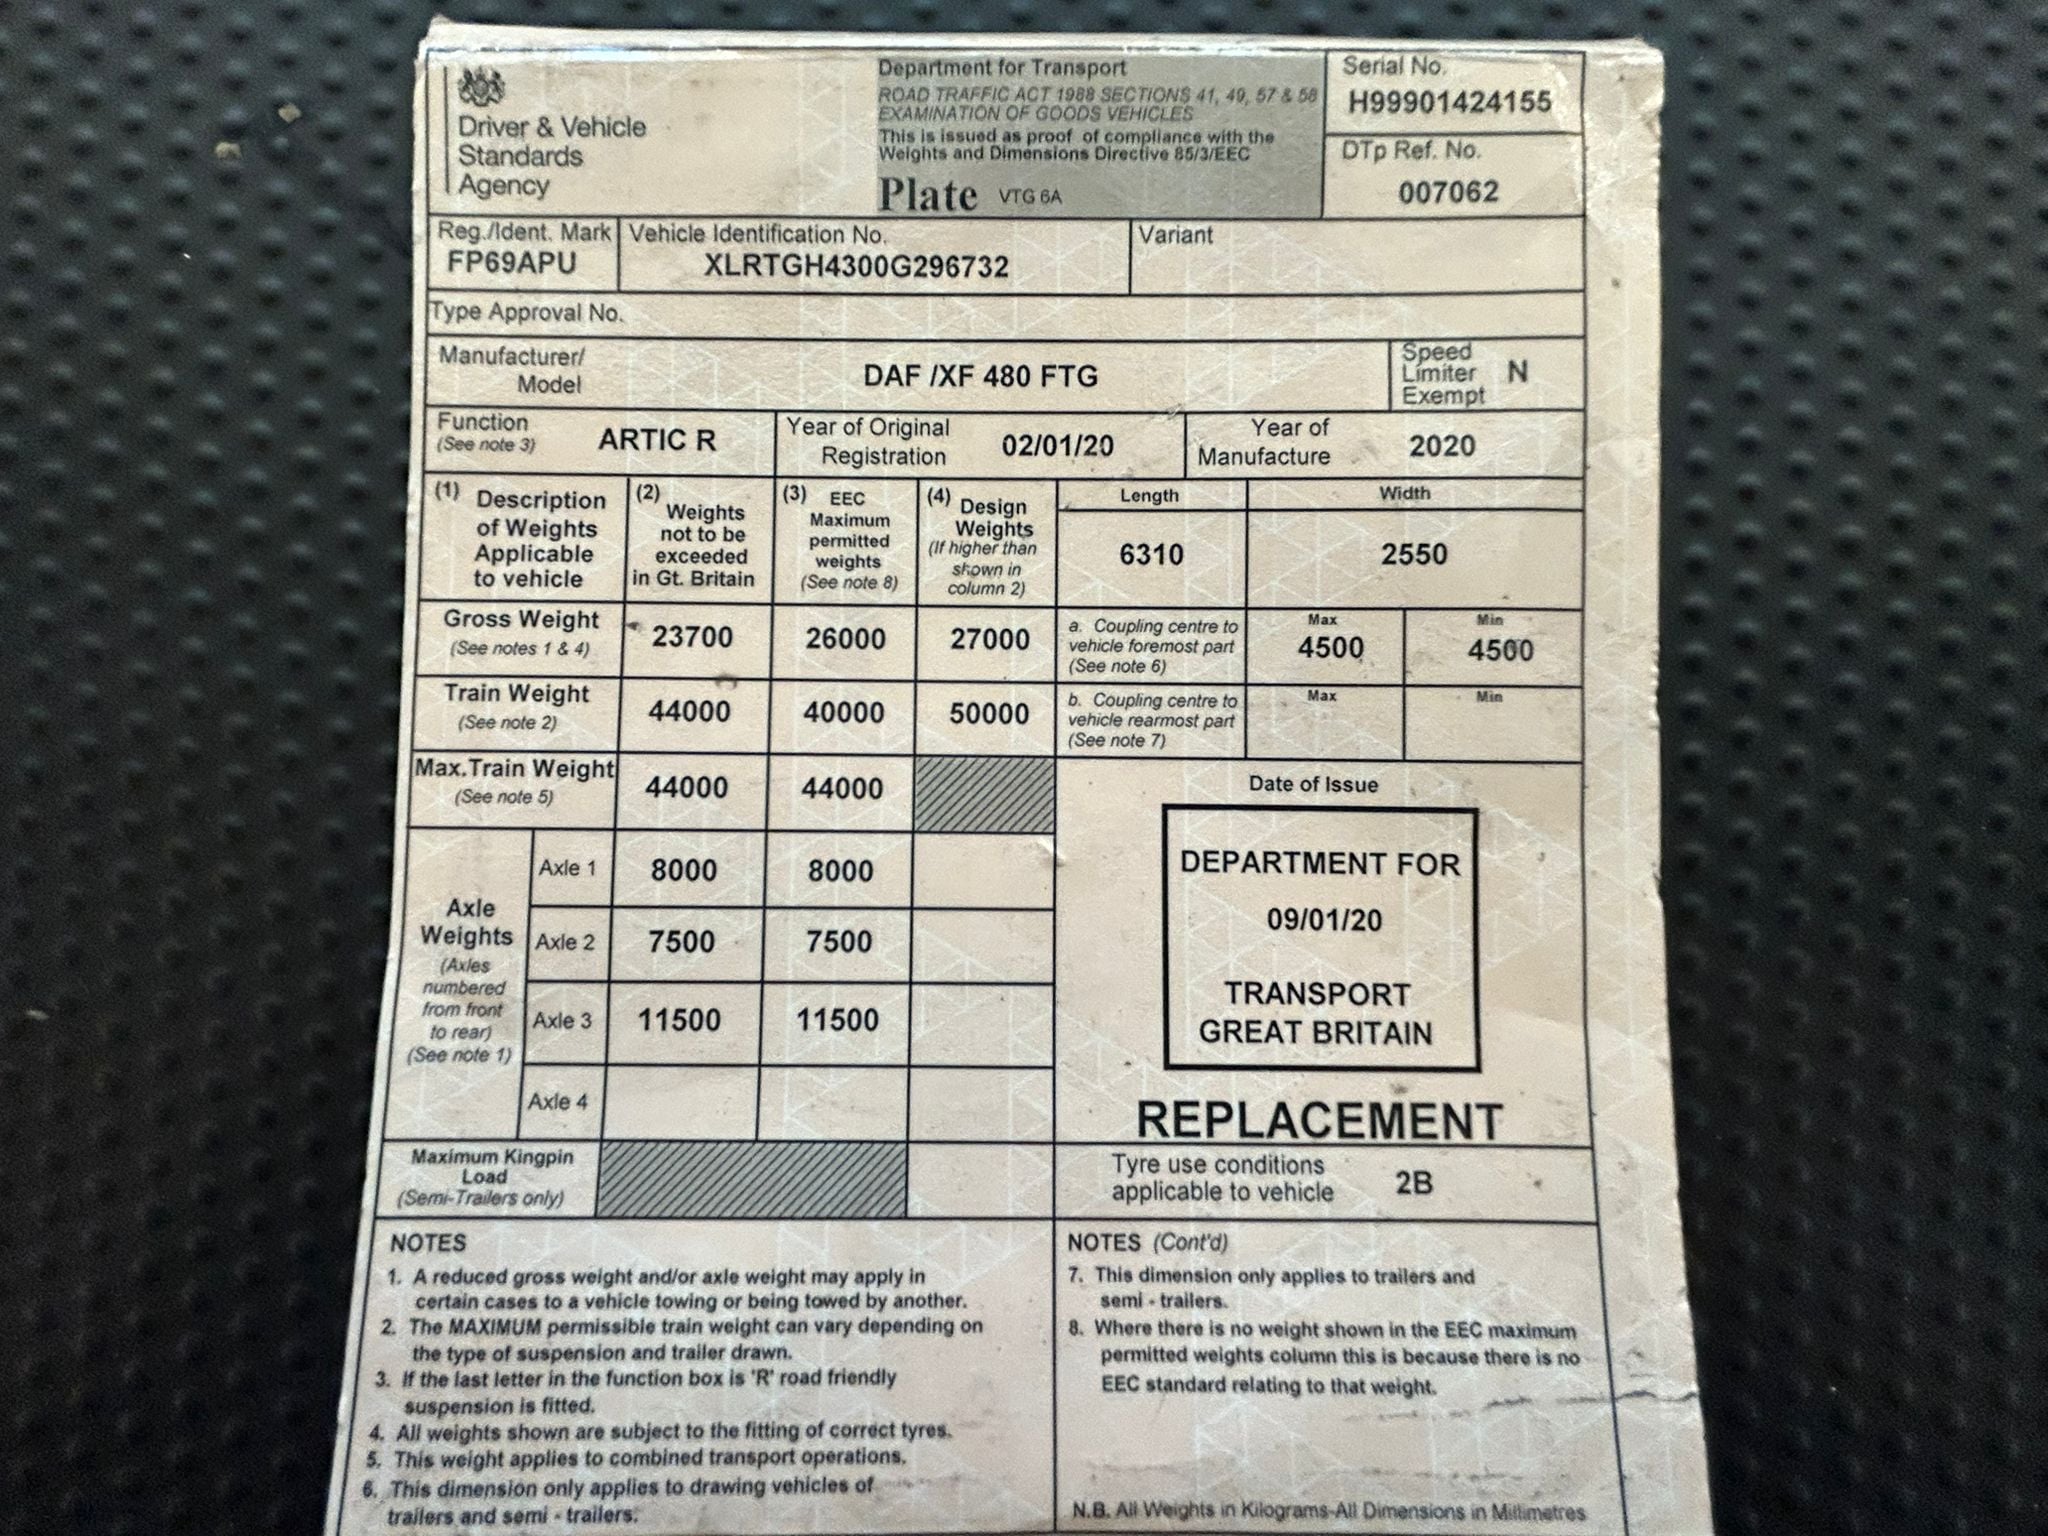 Driver & Vehicle
Standards
Agency
Department for Transport
ROAD TRAFFIC ACT 1988 SECTIONS 41, 49, 57 & 58
EXAMINATION OF GOODS VEHICLES
This is issued as proof of compliance with the
Weights and Dimensions Directive 85/3/EEC
Plate VTG 6A
Serial No.
H99901424155
DTp Ref. No.
007062
Reg./Ident. Mark
FP69APU
Vehicle Identification No.
XLRTGH4300G296732
Variant
Type Approval No.
Manufacturer/
Model
DAF /XF 480 FTG
Speed
Limiter
Exempt
N
Function
(See note 3)
ARTIC R
Year of Original
Registration
02/01/20
Year of
Manufacture
2020
(1) Description
of Weights
Applicable
to vehicle
(2) Weights
not to be
exceeded
in Gt. Britain
(3) EEC
Maximum
permitted
weights
(See note 8)
(4) Design
Weights
(If higher than
shown in
column 2)
Length
6310
Width
2550
Gross Weight
(See notes 1 & 4)
23700
26000
27000
a. Coupling centre to
vehicle foremost part
(See note 6)
Max
4500
Min
4500
Train Weight
(See note 2)
44000
40000
50000
b. Coupling centre to
vehicle rearmost part
(See note 7)
Max
Min
Max.Train Weight
(See note 5)
44000
44000
Axle
Weights
(Axles
numbered
from front
to rear)
(See note 1)
Axle 1
8000
8000
Axle 2
7500
7500
Axle 3
11500
11500
Axle 4
Date of Issue
DEPARTMENT FOR
09/01/20
TRANSPORT
GREAT BRITAIN
REPLACEMENT
Maximum Kingpin
Load
(Semi-Trailers only)
Tyre use conditions
applicable to vehicle
2B
NOTES
1. A reduced gross weight and/or axle weight may apply in
certain cases to a vehicle towing or being towed by another.
2. The MAXIMUM permissible train weight can vary depending on
the type of suspension and trailer drawn.
3. If the last letter in the function box is 'R' road friendly
suspension is fitted.
4. All weights shown are subject to the fitting of correct tyres.
5. This weight applies to combined transport operations.
6. This dimension only applies to drawing vehicles of
trailers and semi - trailers.
NOTES (Cont'd)
7. This dimension only applies to trailers and
semi - trailers.
8. Where there is no weight shown in the EEC maximum
permitted weights column this is because there is no
EEC standard relating to that weight.
N.B. All Weights in Kilograms-All Dimensions in Millimetres